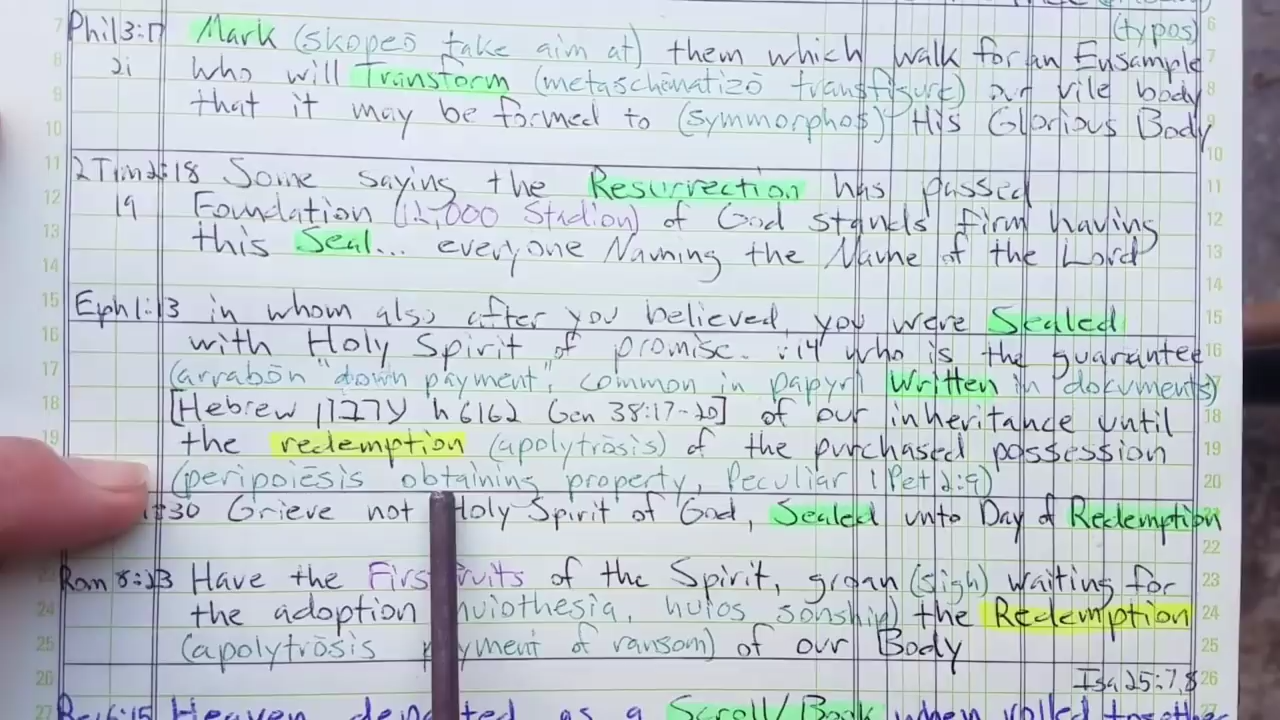 (typos)
Phil 3:17 Mark (skopeō take aim at) them which walk for an Ensample
21 Who will Transform (metaschēmatizō transfigure) our vile body
that it may be formed to (symmorphos) His Glorious Body
2Tim 2:18 Some saying the Resurrection has passed
19 Foundation (12,000 Stadion) of God stands firm having
this Seal... everyone Naming the Name of the Lord
Eph 1:13 in whom also after you believed, you were Sealed
with Holy Spirit of promise. :14 who is the guarantee
(arrabōn "down payment", common in papyri Written in documents)
[Hebrew עֲרָבוֹן h6162 Gen 38:17-20] of our inheritance until
the redemption (apolytrōsis) of the purchased possession
(peripoiēsis obtaining property, Peculiar 1Pet 2:9)
:30 Grieve not Holy Spirit of God, Sealed unto Day of Redemption
Rom 8:23 Have the Firstfruits of the Spirit, groan (sigh) waiting for
the adoption huiothesia, huios sonship) the Redemption
(apolytrōsis payment of ransom) of our Body
Isa 25:7,8
Re 6:15 Heaven departed as a Scroll/Book when rolled together